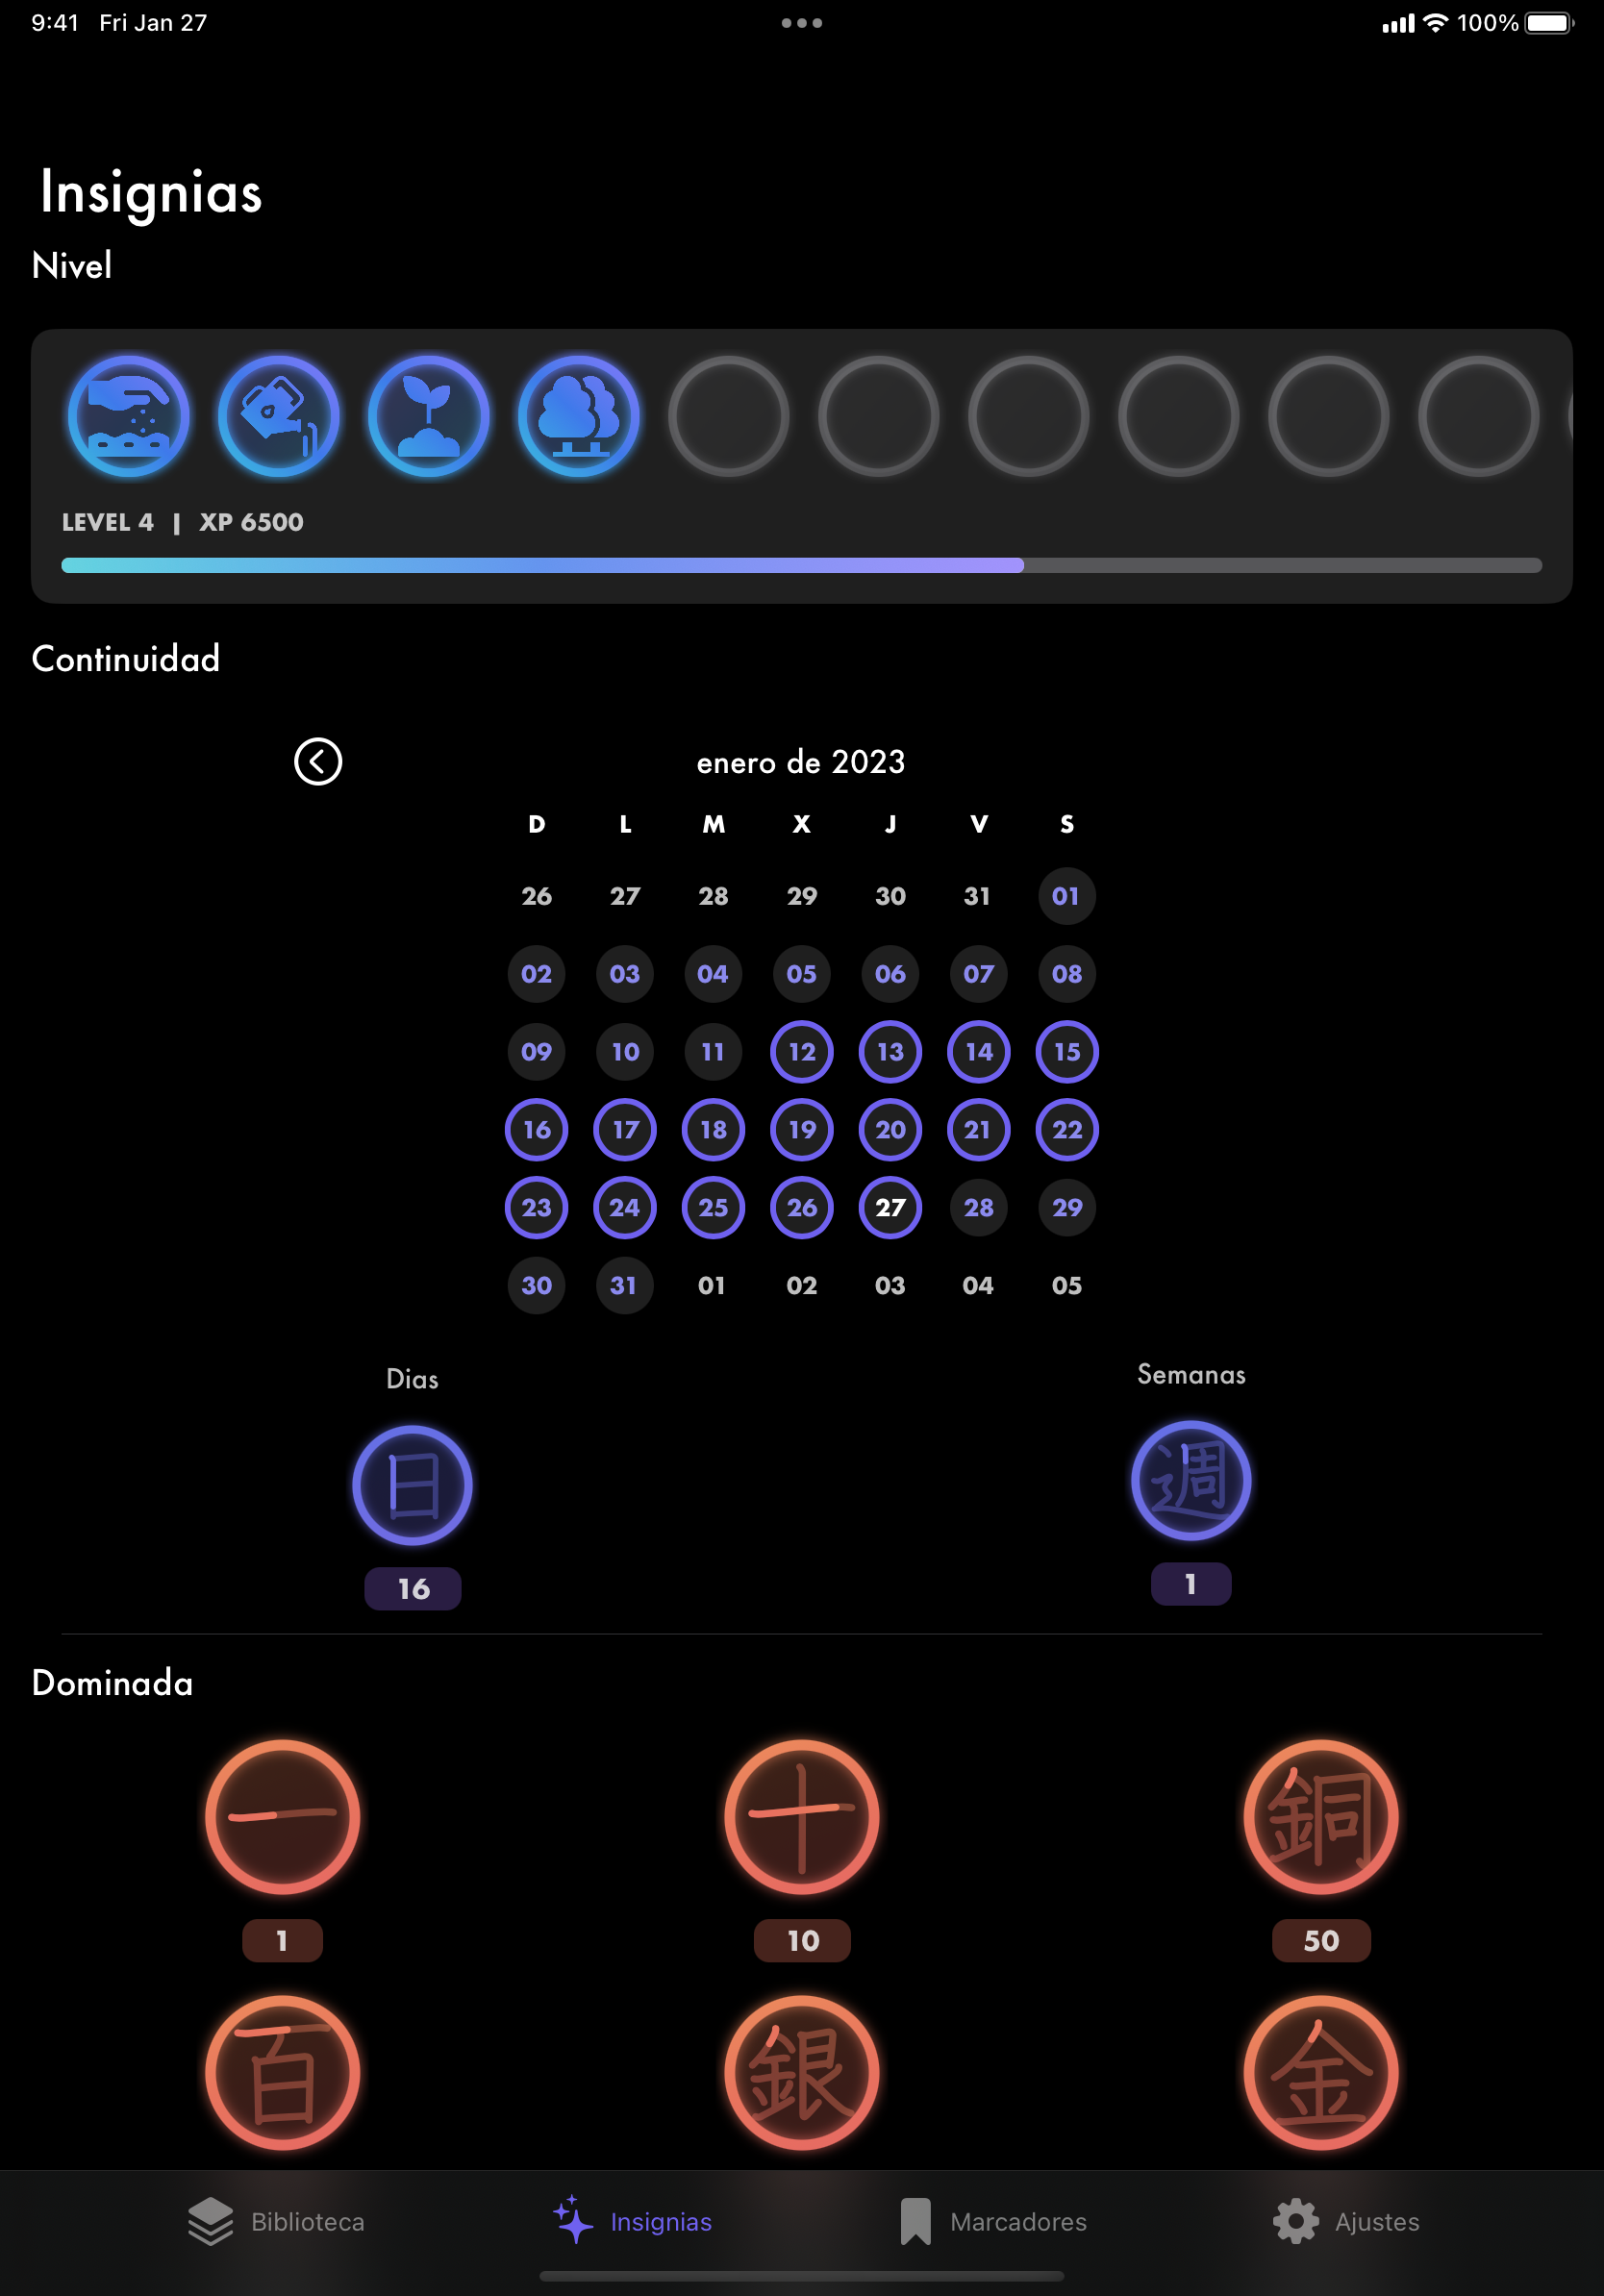 9:41 Fri Jan 27 100%
Insignias
Nivel
LEVEL 4 | XP 6500
Continuidad
enero de 2023
D L M X J V S
26 27 28 29 30 31 01
02 03 04 05 06 07 08
09 10 11 12 13 14 15
16 17 18 19 20 21 22
23 24 25 26 27 28 29
30 31 01 02 03 04 05
Dias Semanas
日 週
16 1
Dominada
一 十 銅
1 10 50
百 銀 金
Biblioteca Insignias Marcadores Ajustes